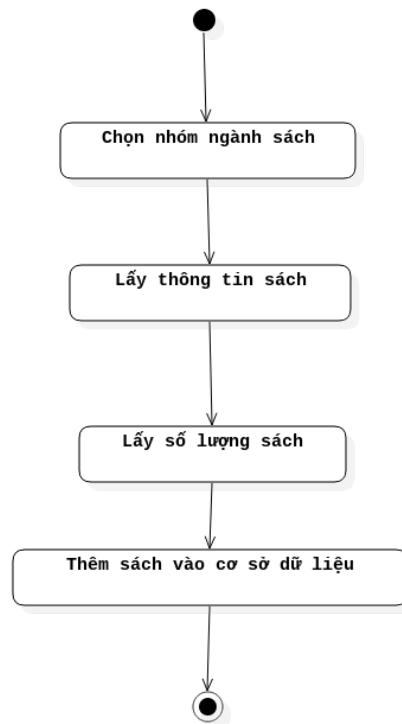 Chọn nhóm ngành sách
Lấy thông tin sách
Lấy số lượng sách
Thêm sách vào cơ sở dữ liệu